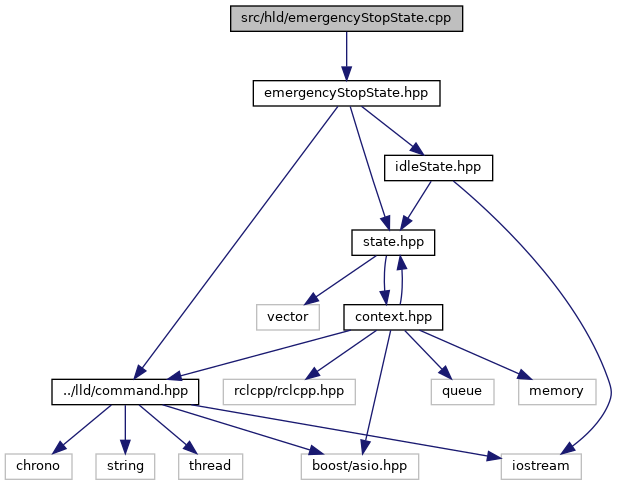 src/hld/emergencyStopState.cpp
emergencyStopState.hpp
idleState.hpp
state.hpp
vector
context.hpp
../lld/command.hpp
rclcpp/rclcpp.hpp
queue
memory
chrono
string
thread
boost/asio.hpp
iostream